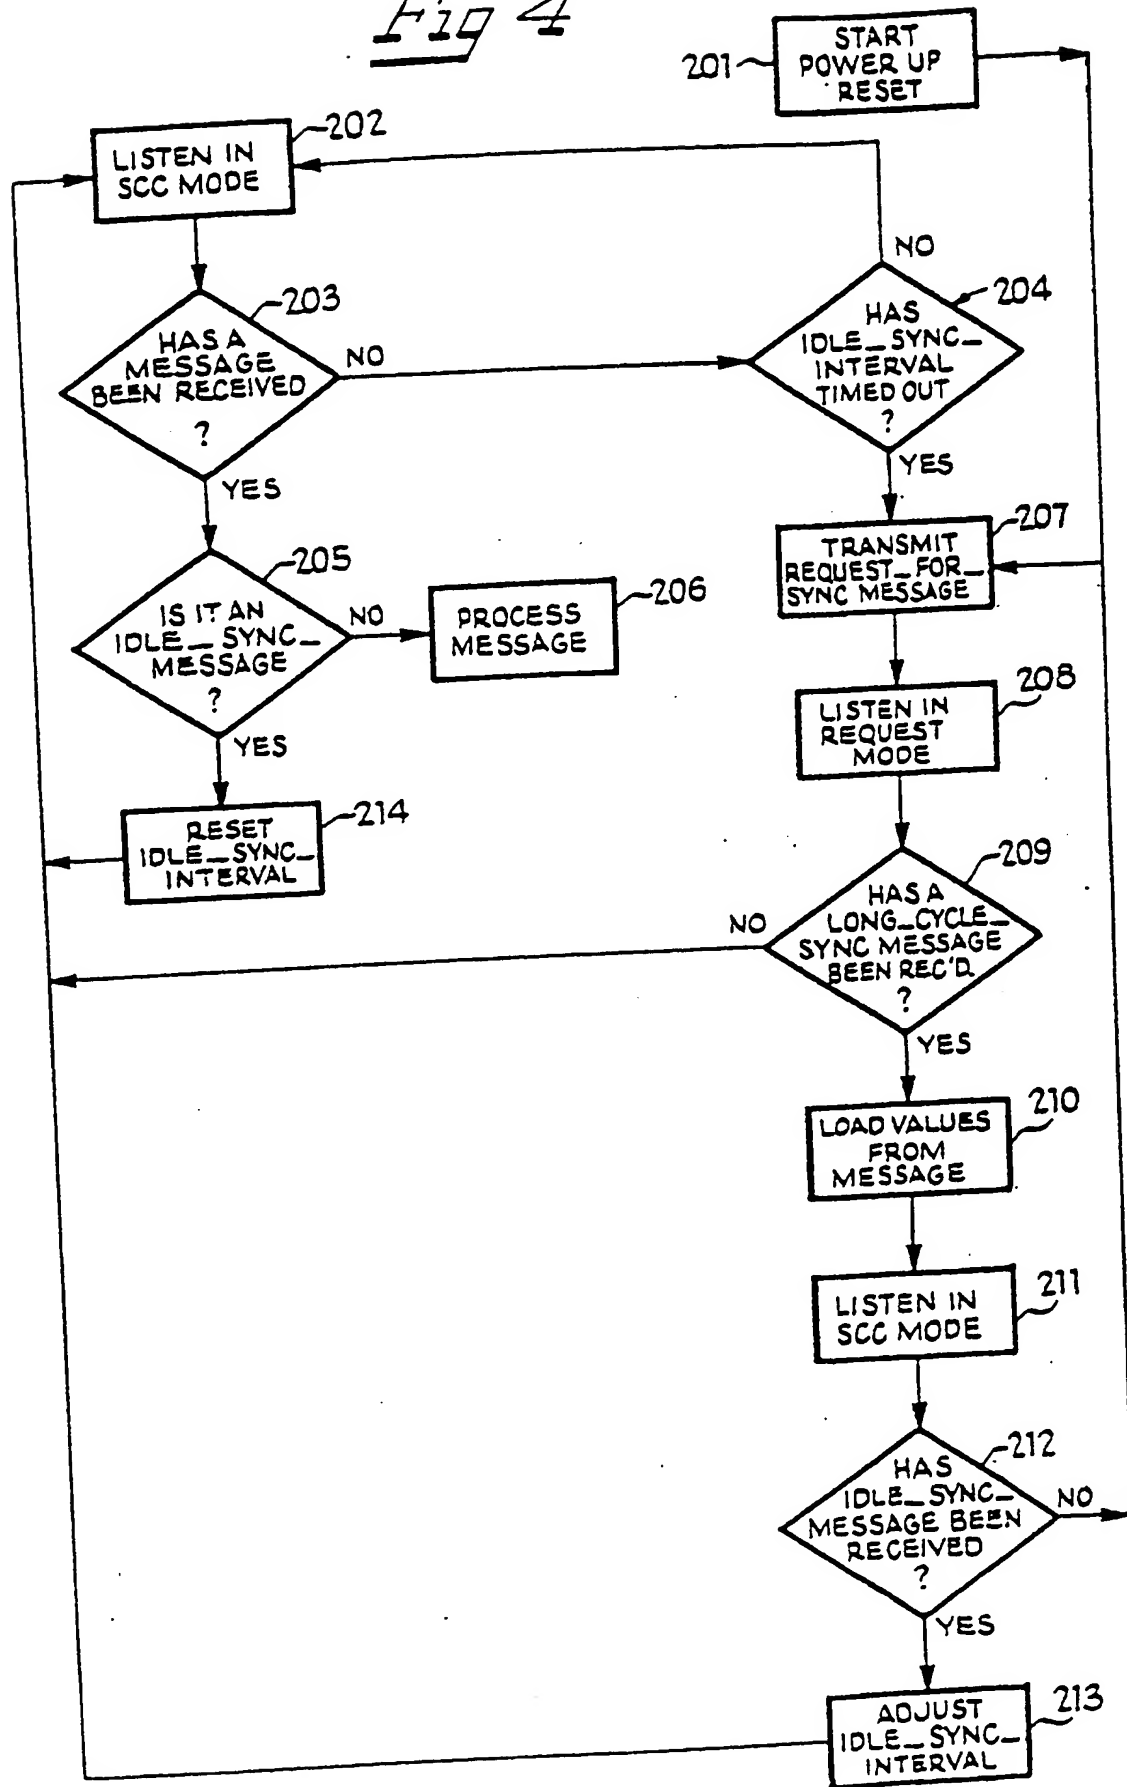 Fig 4
START
POWER UP
RESET
201
LISTEN IN
SCC MODE
202
HAS A
MESSAGE
BEEN RECEIVED
?
203
NO
YES
HAS
IDLE_SYNC_
INTERVAL
TIMED OUT
?
204
NO
YES
IS IT AN
IDLE_SYNC_
MESSAGE
?
205
NO
YES
PROCESS
MESSAGE
206
TRANSMIT
REQUEST_FOR_
SYNC MESSAGE
207
LISTEN IN
REQUEST
MODE
208
RESET
IDLE_SYNC_
INTERVAL
214
HAS A
LONG_CYCLE_
SYNC MESSAGE
BEEN REC'D.
?
209
NO
YES
LOAD VALUES
FROM
MESSAGE
210
LISTEN IN
SCC MODE
211
HAS
IDLE_SYNC_
MESSAGE BEEN
RECEIVED
?
212
NO
YES
ADJUST
IDLE_SYNC_
INTERVAL
213